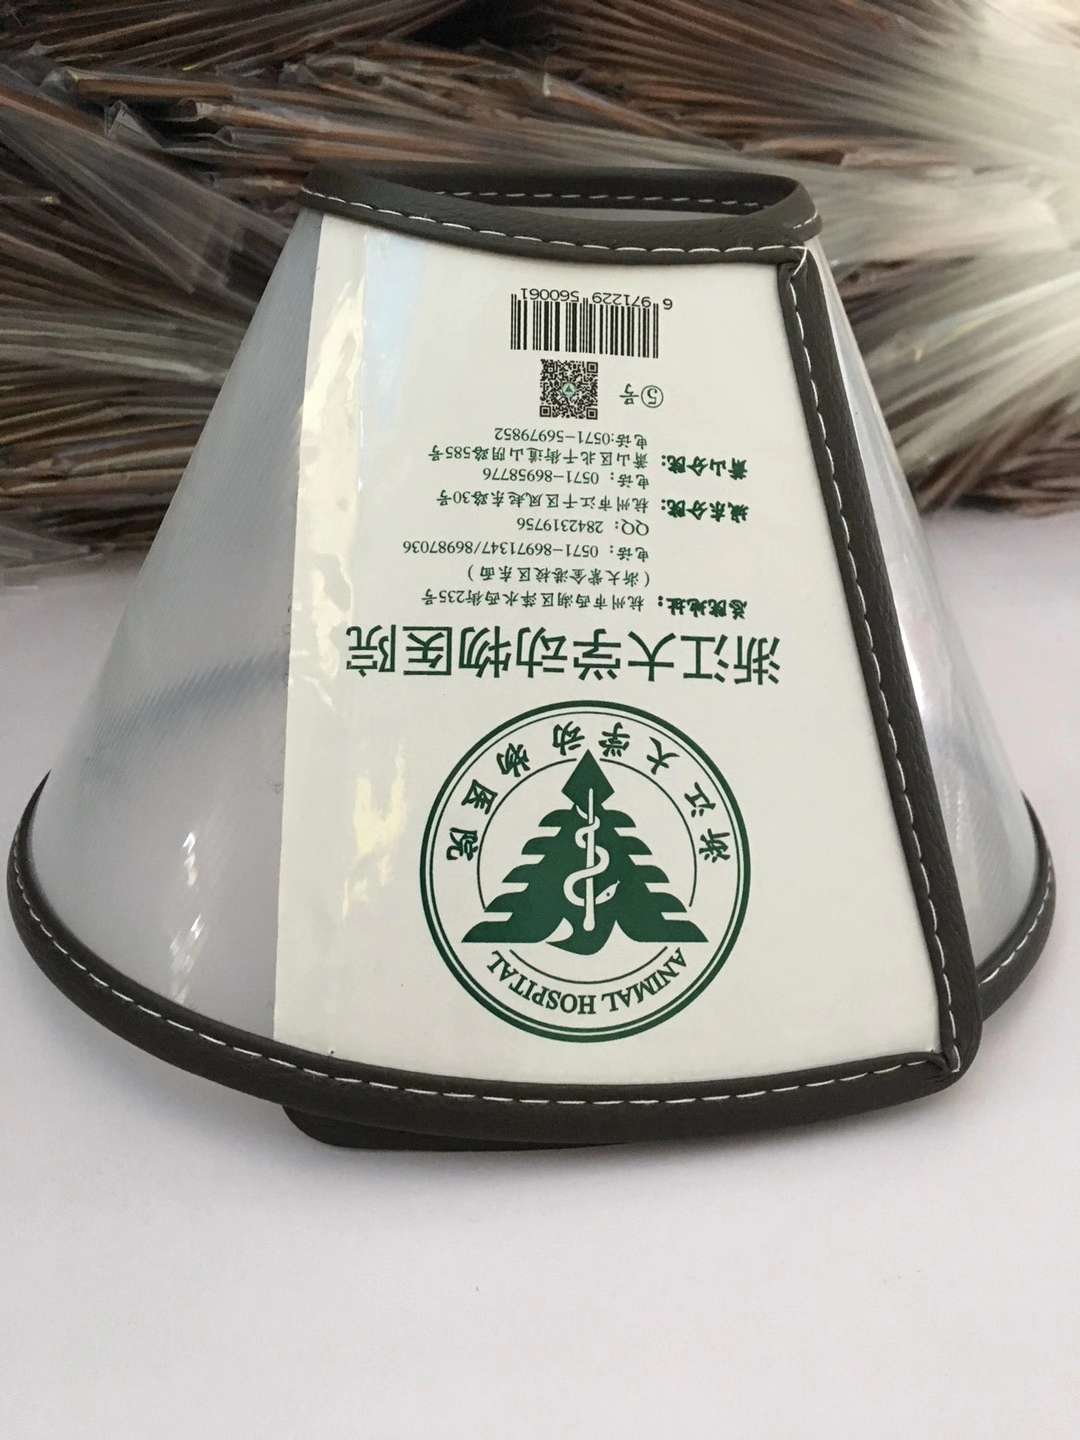 ANIMAL HOSPITAL
浙江大学动物医院
浙江大学动物医院
总院地址： 杭州市西湖区萍水西街235号
（浙大紫金港校区东面）
电话： 0571-86971347/86987036
QQ： 2842319756
城东分院： 杭州市江干区凤起东路30号
电话： 0571-86958776
萧山分院： 萧山区北干街道山阴路585号
电话:0571-56979852
⑤号
6 971229 560061